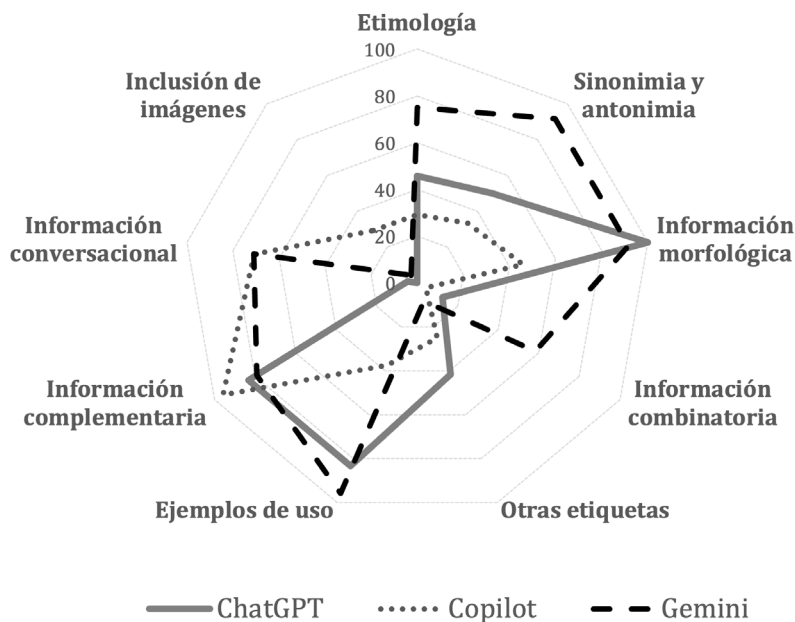 Etimología
100
Inclusión de
imágenes
Sinonimia y
antonimia
80
60
40
20
0
Información
conversacional
Información
morfológica
Información
complementaria
Información
combinatoria
Ejemplos de uso
Otras etiquetas
ChatGPT
Copilot
Gemini